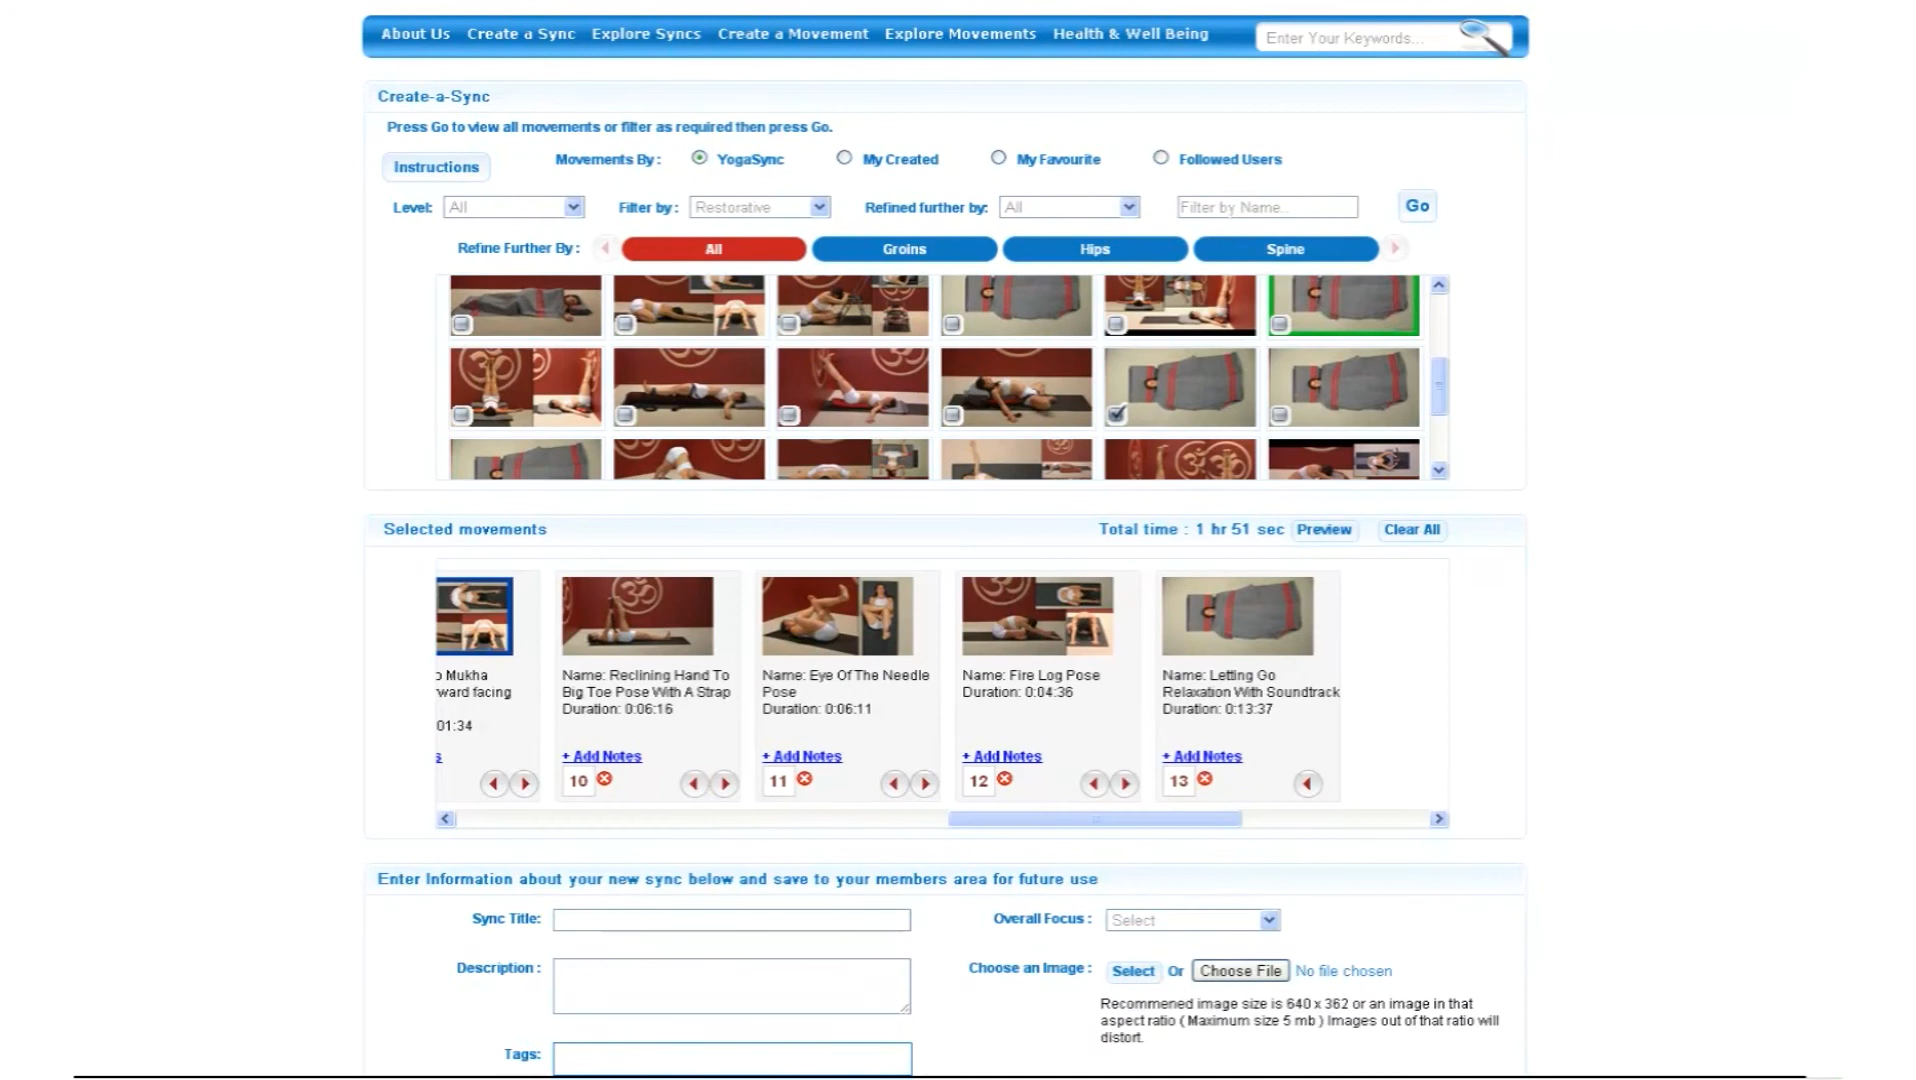 About Us Create a Sync Explore Syncs Create a Movement Explore Movements Health & Well Being Enter Your Keywords...
Create-a-Sync
Press Go to view all movements or filter as required then press Go.
Instructions Movements By : YogaSync My Created My Favourite Followed Users
Level: All Filter by : Restorative Refined further by: All Filter by Name.. Go
Refine Further By : All Groins Hips Spine
Selected movements Total time : 1 hr 51 sec Preview Clear All
Mukha
ward facing
01:34
Name: Reclining Hand To
Big Toe Pose With A Strap
Duration: 0:06:16
+ Add Notes
10
Name: Eye Of The Needle
Pose
Duration: 0:06:11
+ Add Notes
11
Name: Fire Log Pose
Duration: 0:04:36
+ Add Notes
12
Name: Letting Go
Relaxation With Soundtrack
Duration: 0:13:37
+ Add Notes
13
Enter Information about your new sync below and save to your members area for future use
Sync Title: Overall Focus : Select
Description : Choose an Image : Select Or Choose File No file chosen
Recommened image size is 640 x 362 or an image in that
aspect ratio ( Maximum size 5 mb ) Images out of that ratio will
distort.
Tags: